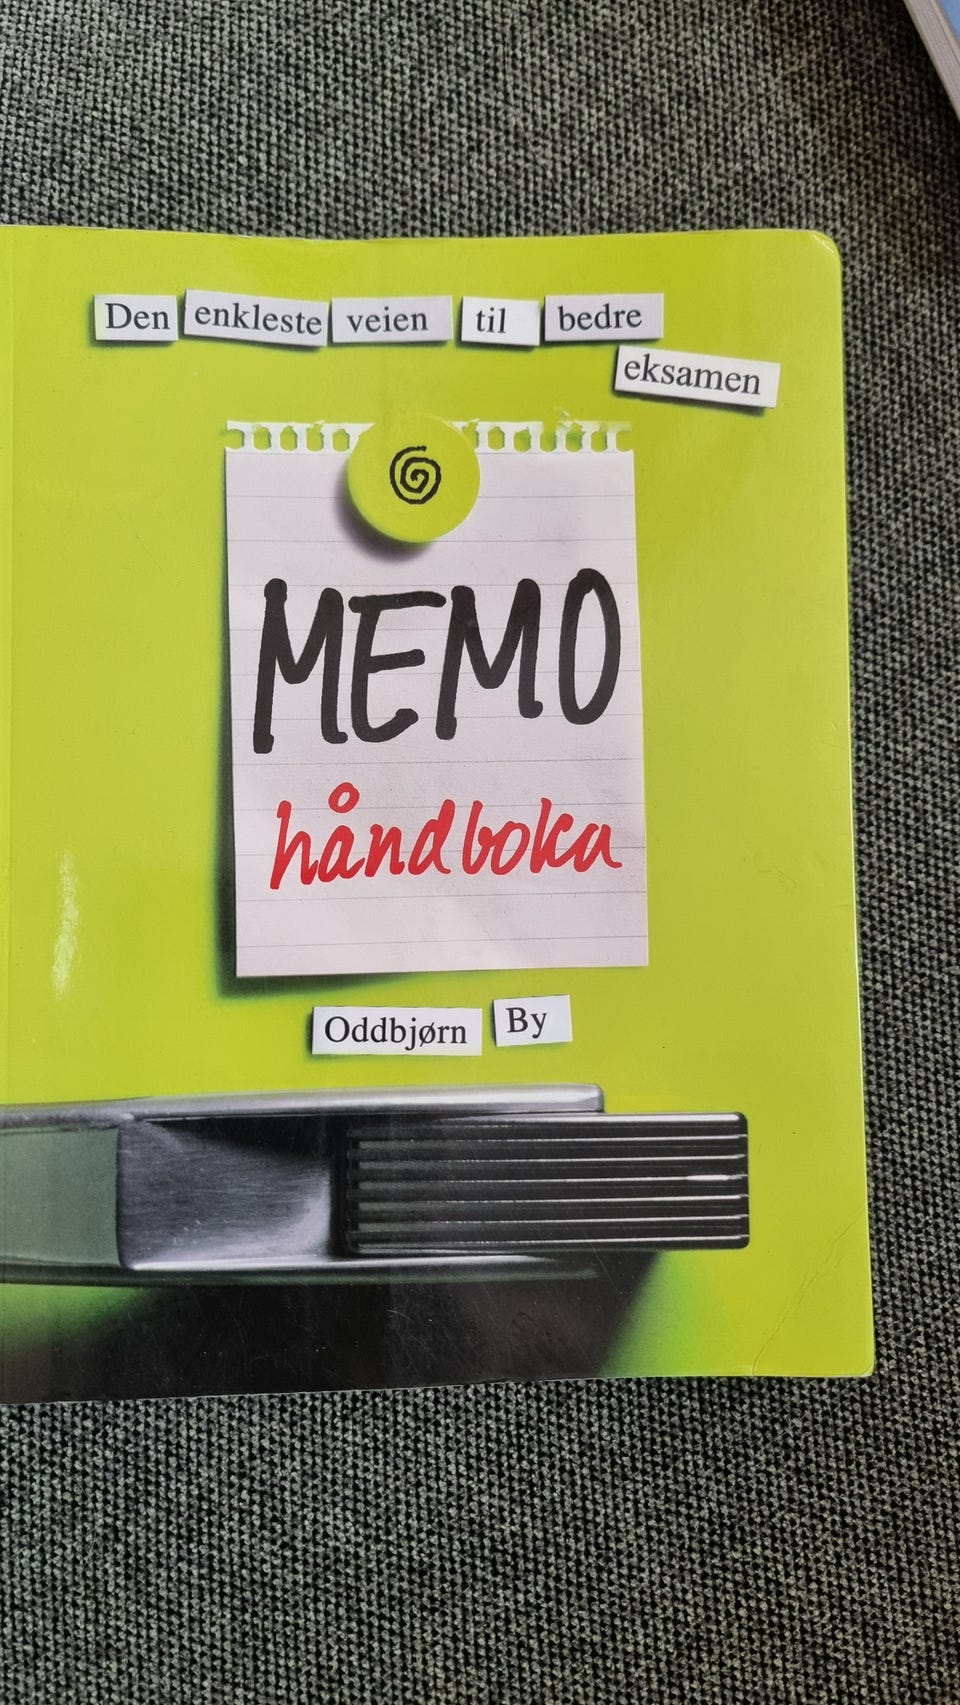 Den enkleste veien til bedre
eksamen
MEMO
håndboka
Oddbjørn By